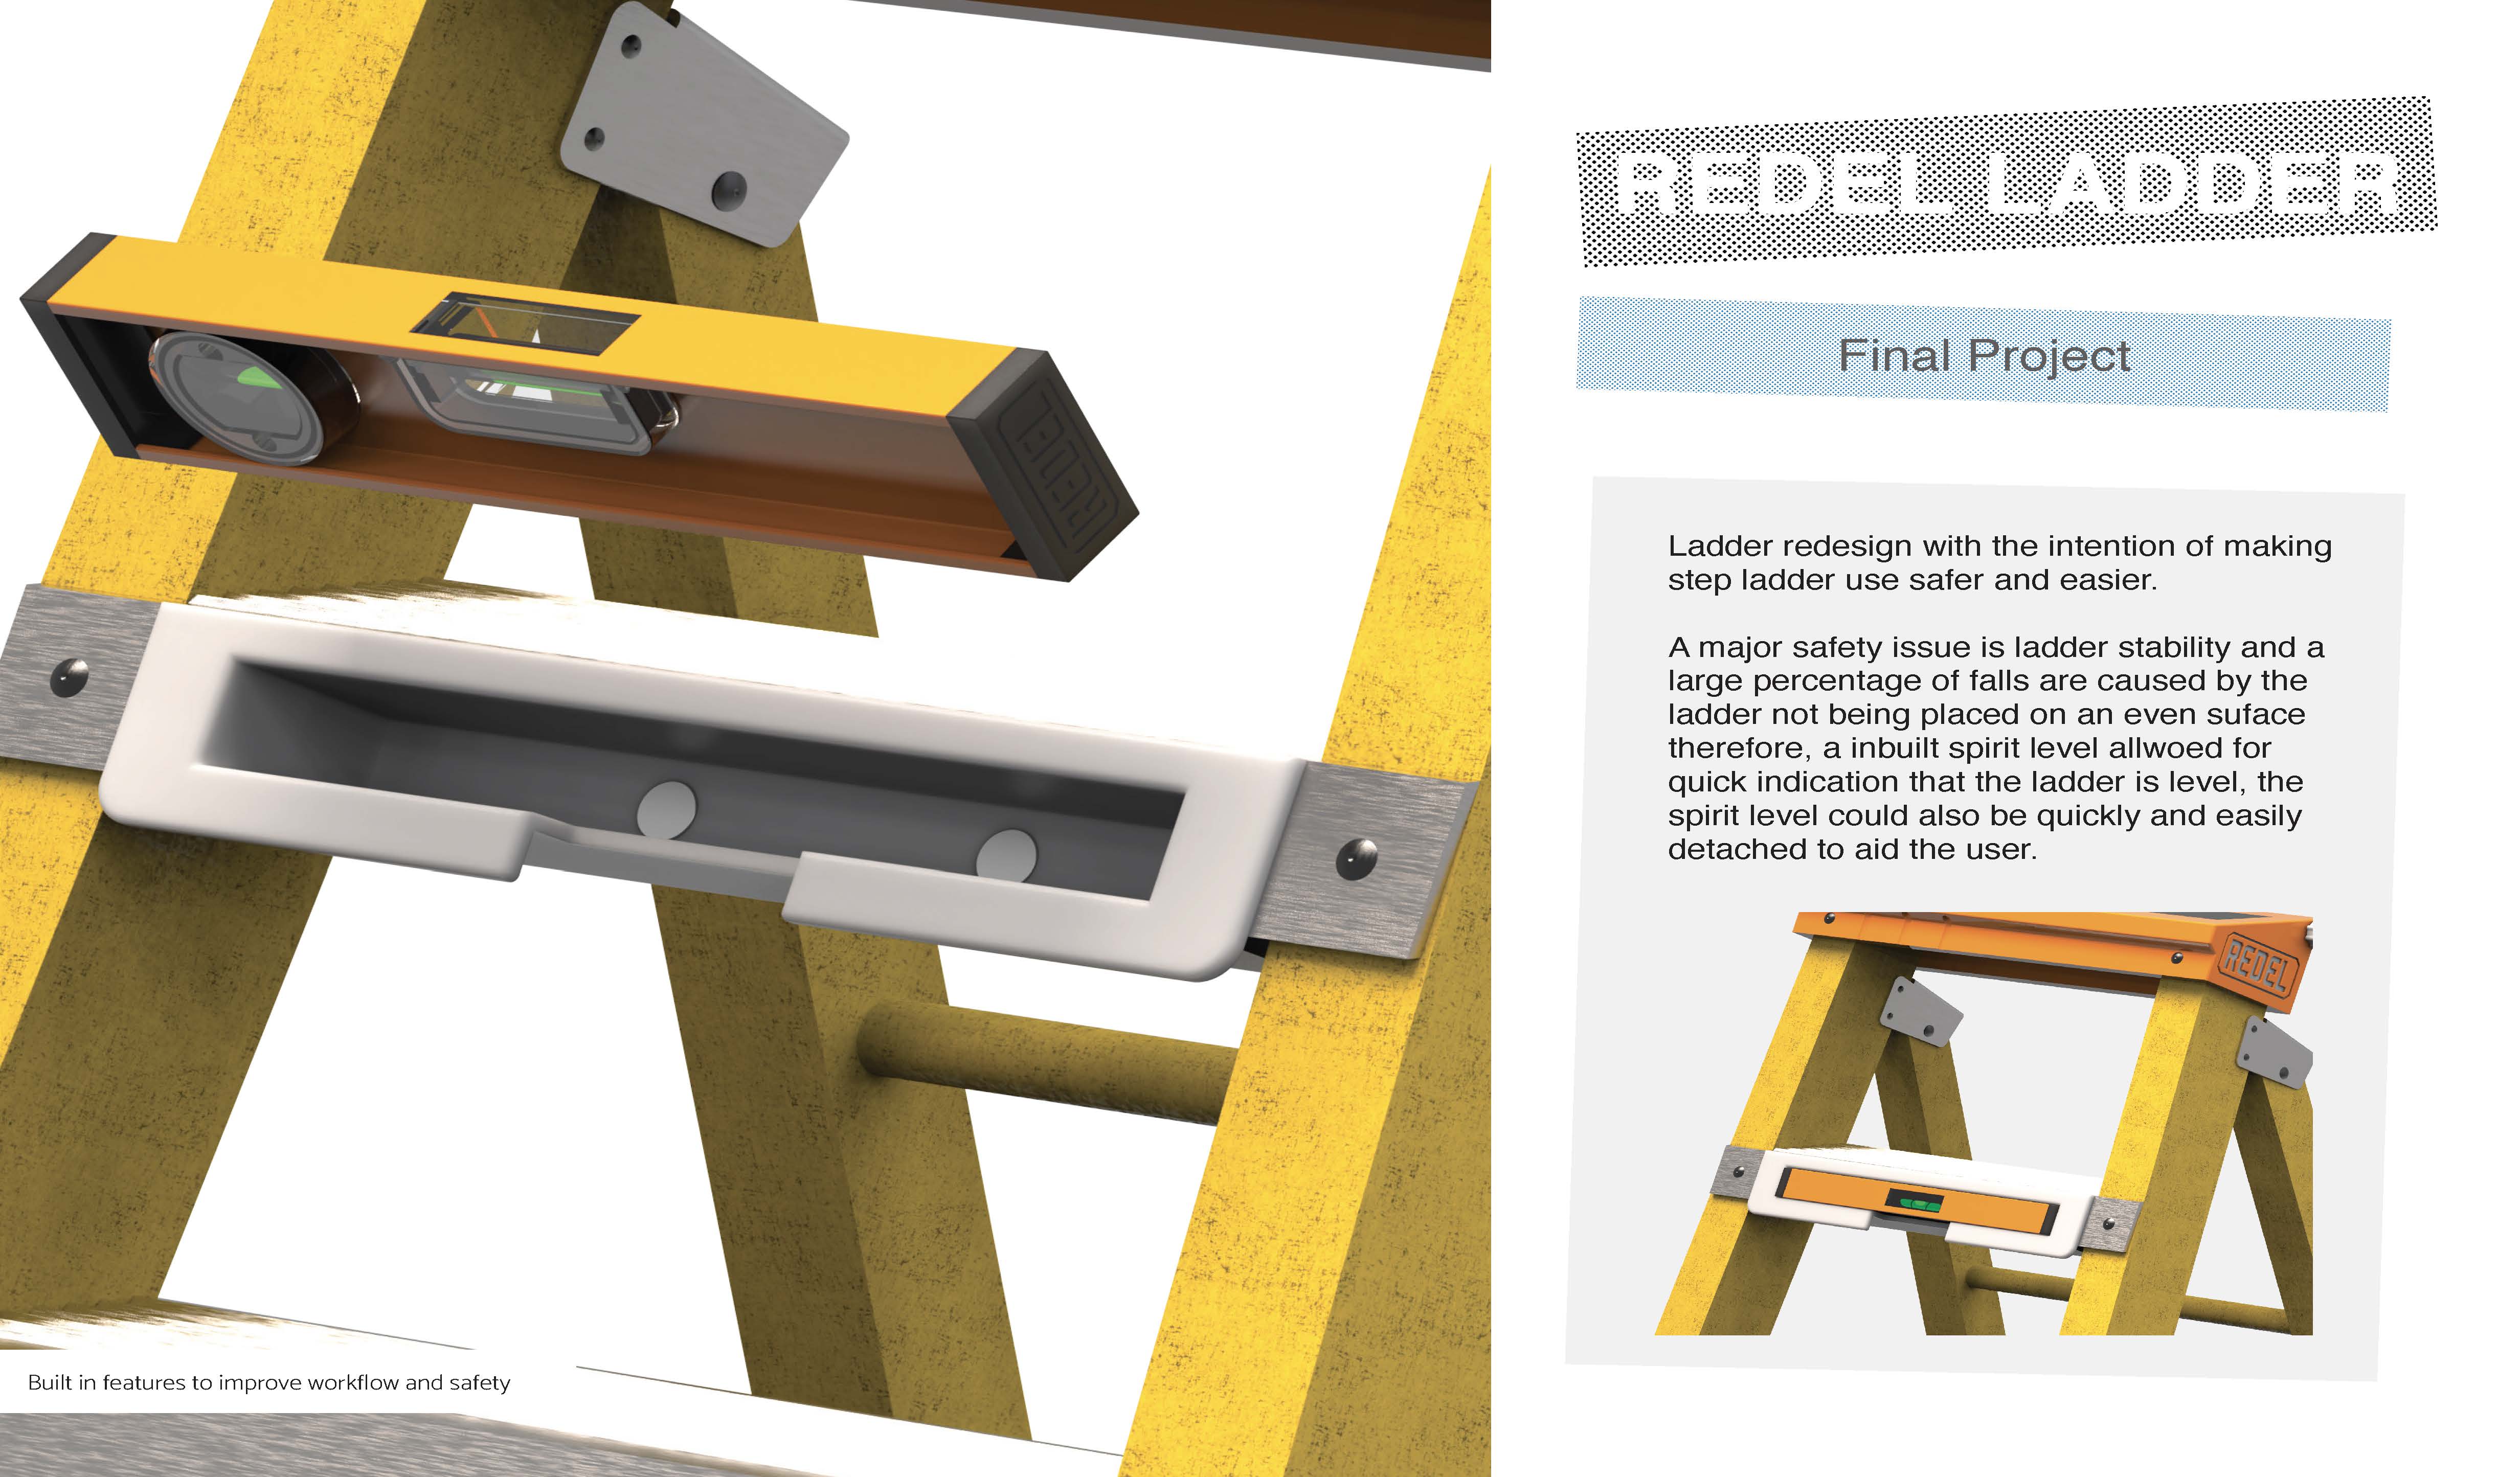 REDEL
Built in features to improve workflow and safety
REDEL LADDER
Final Project
Ladder redesign with the intention of making
step ladder use safer and easier.
A major safety issue is ladder stability and a
large percentage of falls are caused by the
ladder not being placed on an even suface
therefore, a inbuilt spirit level allwoed for
quick indication that the ladder is level, the
spirit level could also be quickly and easily
detached to aid the user.
REDEL